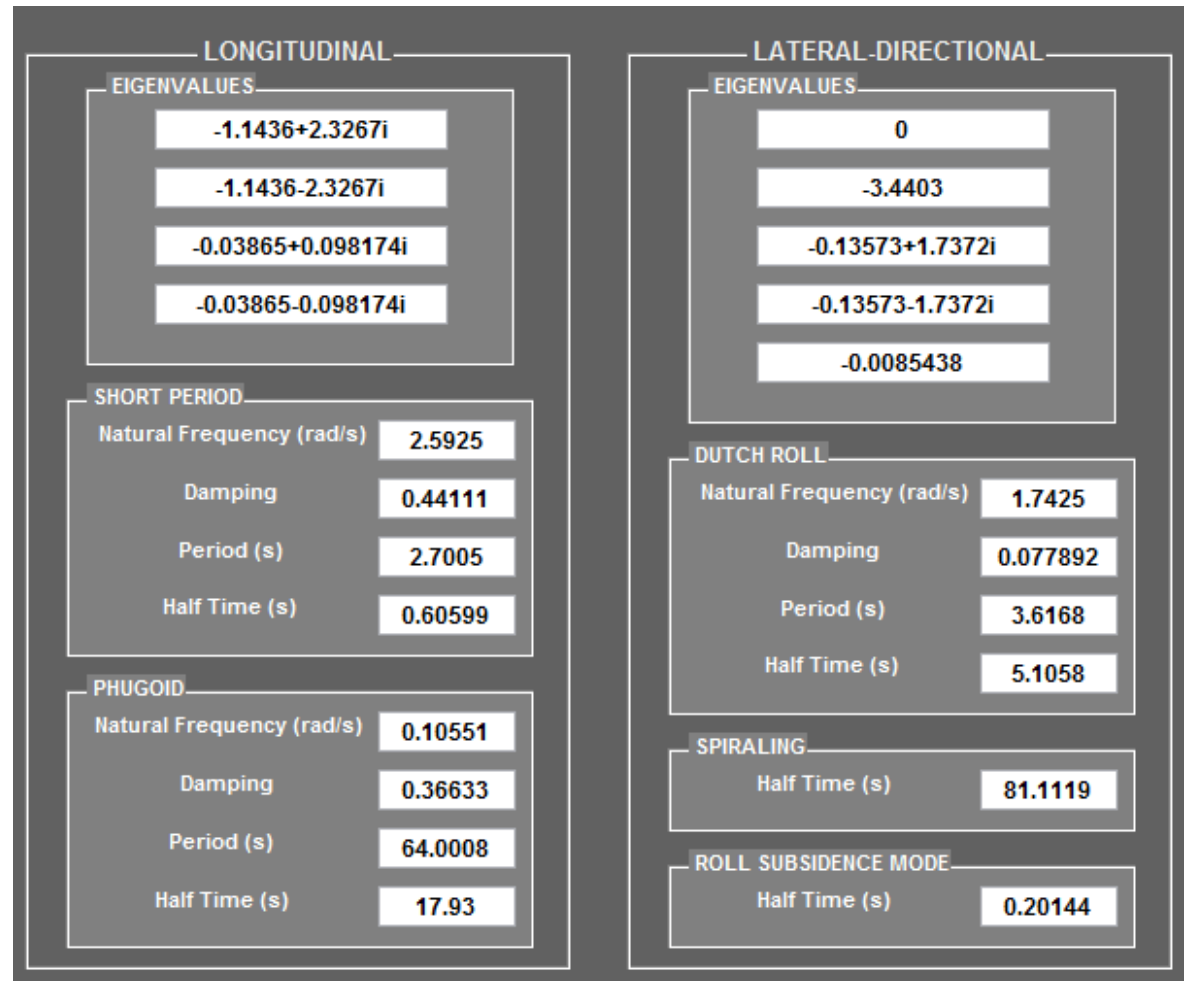 LONGITUDINAL
EIGENVALUES
-1.1436+2.3267i
-1.1436-2.3267i
-0.03865+0.098174i
-0.03865-0.098174i
SHORT PERIOD
Natural Frequency (rad/s) 2.5925
Damping 0.44111
Period (s) 2.7005
Half Time (s) 0.60599
PHUGOID
Natural Frequency (rad/s) 0.10551
Damping 0.36633
Period (s) 64.0008
Half Time (s) 17.93
LATERAL-DIRECTIONAL
EIGENVALUES
0
-3.4403
-0.13573+1.7372i
-0.13573-1.7372i
-0.0085438
DUTCH ROLL
Natural Frequency (rad/s) 1.7425
Damping 0.077892
Period (s) 3.6168
Half Time (s) 5.1058
SPIRALING
Half Time (s) 81.1119
ROLL SUBSIDENCE MODE
Half Time (s) 0.20144